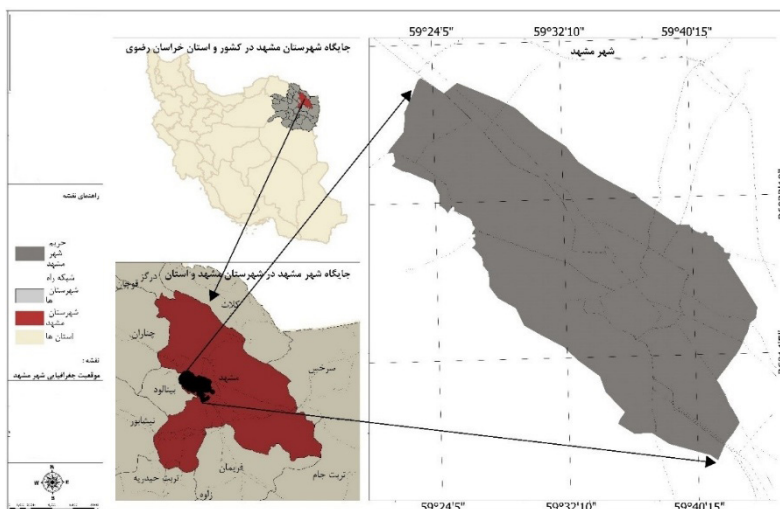 جایگاه شهرستان مشهد در کشور و استان خراسان رضوی
59°24'5"
59°32'10"
59°40'15"
شهر مشهد
راهنمای نقشه
حریم
شهر
مشهد
شبکه راه
شهرستان
ها
شهرستان
مشهد
استان ها
نقشه :
موقعیت جغرافیایی شهر مشهد
جایگاه شهر مشهد در شهرستان مشهد و استان
درگز
قوچان
کلات
چناران
سرخس
مشهد
بینالود
نیشابور
فریمان
تربت جام
تربت حیدریه
زاوه
59°24'5"
59°32'10"
59°40'15"